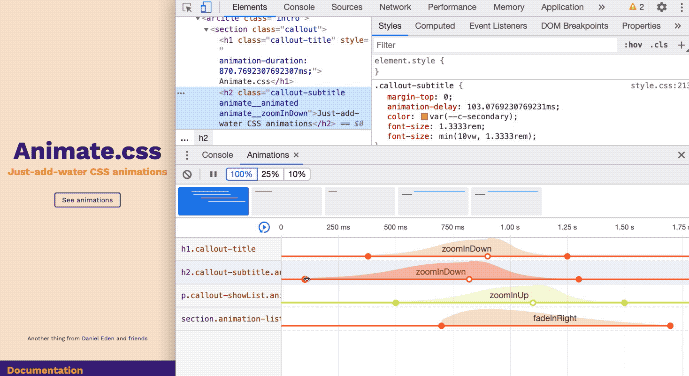 Animate.css
Just-add-water CSS animations
See animations
Another thing from Daniel Eden and friends
Documentation
Elements Console Sources Network Performance Memory Application » 2
<article class="intro">
<section class="callout">
<h1 class="callout-title" style=
"
animation-duration:
870.7692307692307ms;">
Animate.css</h1>
<h2 class="callout-subtitle
animate__animated
animate__zoomInDown">Just-add-
water CSS animations</h2> == $0
... h2
Styles Computed Event Listeners DOM Breakpoints Properties »
Filter :hov .cls +
element.style {
}
.callout-subtitle { style.css:213
margin-top: 0;
animation-delay: 103.0769230769231ms;
color: var(--c-secondary);
font-size: 1.3333rem;
font-size: min(10vw, 1.3333rem);
Console Animations ×
100% 25% 10%
0 250 ms 500 ms 750 ms 1.00 s 1.25 s 1.50 s 1.75
h1.callout-title zoomInDown
h2.callout-subtitle.an zoomInDown
p.callout-showList.ani zoomInUp
section.animation-list fadeInRight